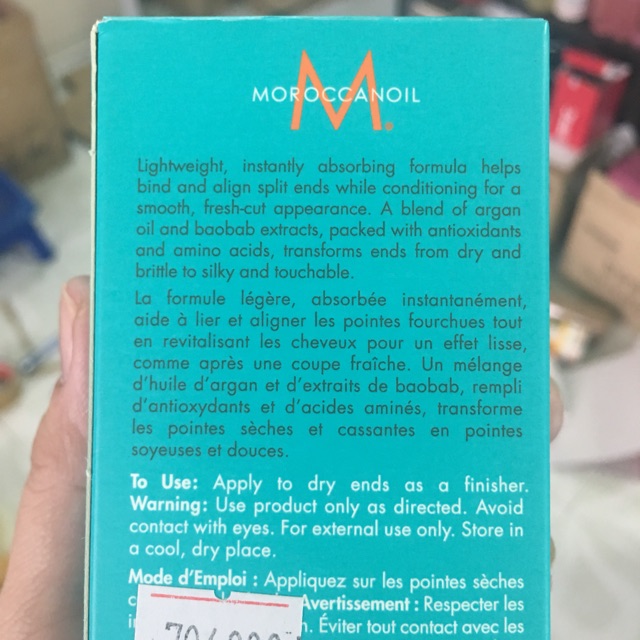 MOROCCANOIL
Lightweight, instantly absorbing formula helps
bind and align split ends while conditioning for a
smooth, fresh-cut appearance. A blend of argan
oil and baobab extracts, packed with antioxidants
and amino acids, transforms ends from dry and
brittle to silky and touchable.
La formule légère, absorbée instantanément,
aide à lier et aligner les pointes fourchues tout
en revitalisant les cheveux pour un effet lisse,
comme après une coupe fraîche. Un mélange
d'huile d'argan et d'extraits de baobab, rempli
d'antioxydants et d'acides aminés, transforme
les pointes sèches et cassantes en pointes
soyeuses et douces.
To Use: Apply to dry ends as a finisher.
Warning: Use product only as directed. Avoid
contact with eyes. For external use only. Store in
a cool, dry place.
Mode d'Emploi : Appliquez sur les pointes sèches
Avertissement : Respecter les
Éviter tout contact avec les